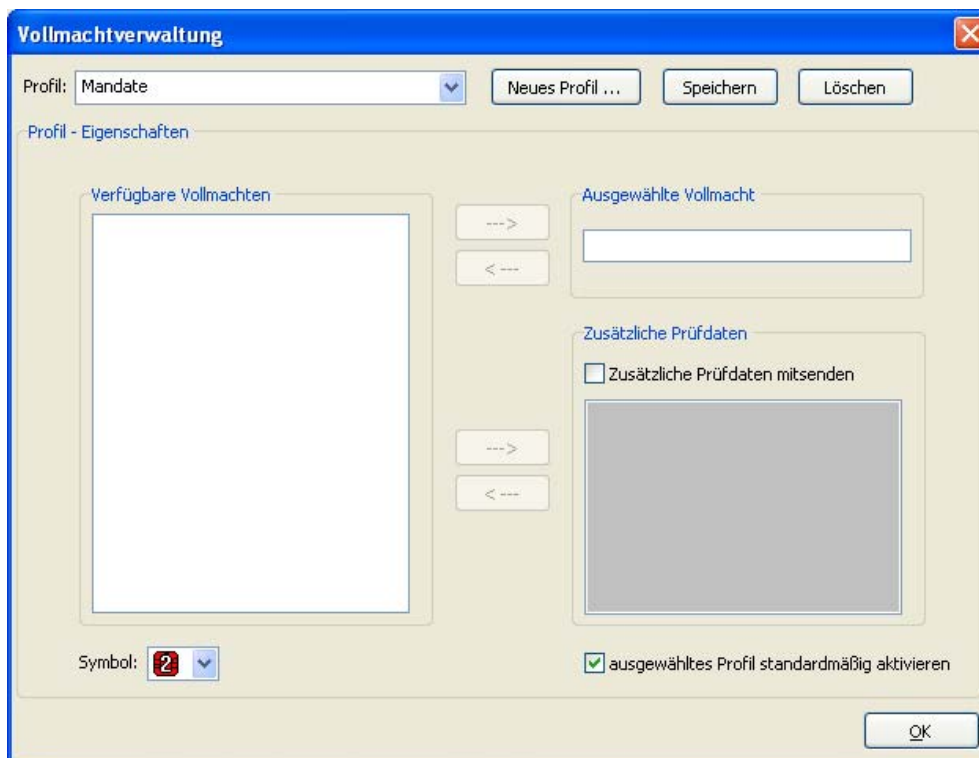 Vollmachtverwaltung
Profil: Mandate Neues Profil ... Speichern Löschen
Profil - Eigenschaften
Verfügbare Vollmachten
Ausgewählte Vollmacht
--->
< ---
Zusätzliche Prüfdaten
Zusätzliche Prüfdaten mitsenden
--->
< ---
Symbol: 2
ausgewähltes Profil standardmäßig aktivieren
OK